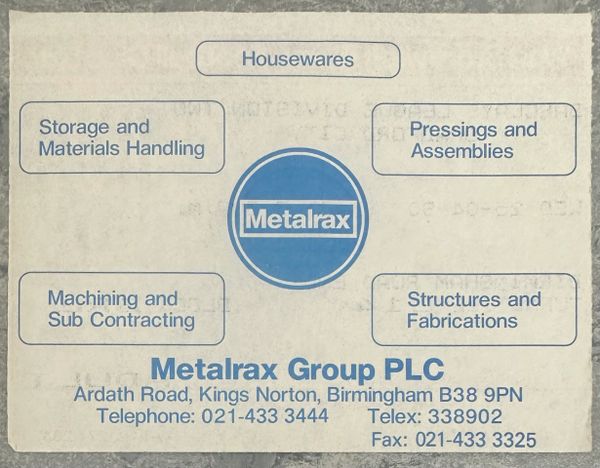 Housewares
Storage and
Materials Handling
Pressings and
Assemblies
Metalrax
Machining and
Sub Contracting
Structures and
Fabrications
Metalrax Group PLC
Ardath Road, Kings Norton, Birmingham B38 9PN
Telephone: 021-433 3444 Telex: 338902
Fax: 021-433 3325